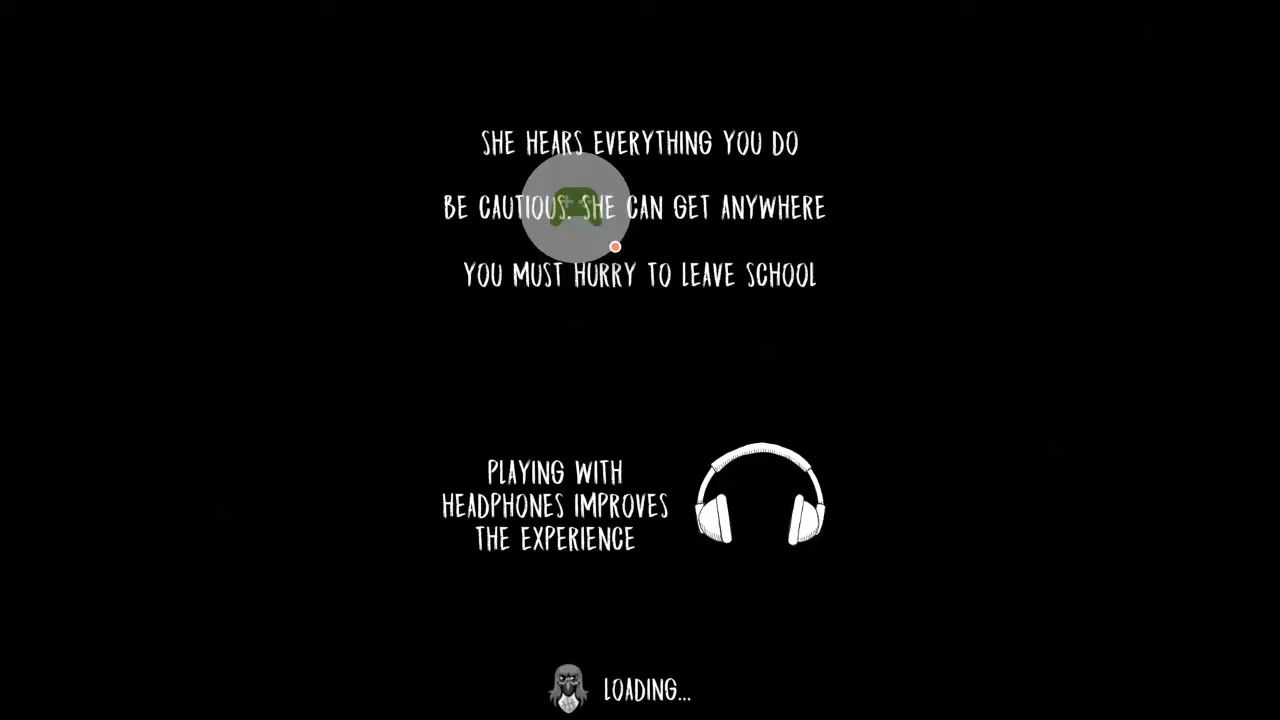 SHE HEARS EVERYTHING YOU DO
BE CAUTIOUS. SHE CAN GET ANYWHERE
YOU MUST HURRY TO LEAVE SCHOOL
PLAYING WITH
HEADPHONES IMPROVES
THE EXPERIENCE
LOADING...